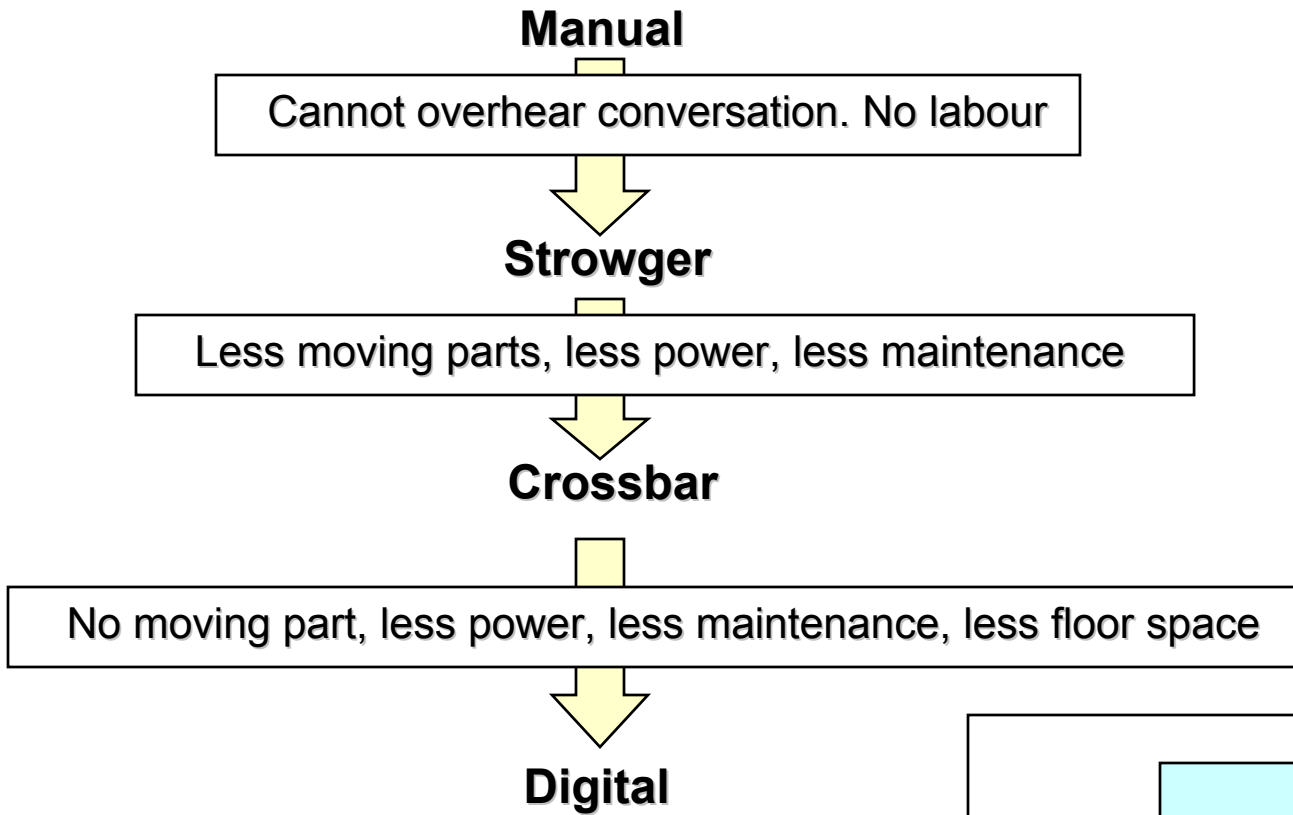 Manual
Cannot overhear conversation. No labour
Strowger
Less moving parts, less power, less maintenance
Crossbar
No moving part, less power, less maintenance, less floor space
Digital